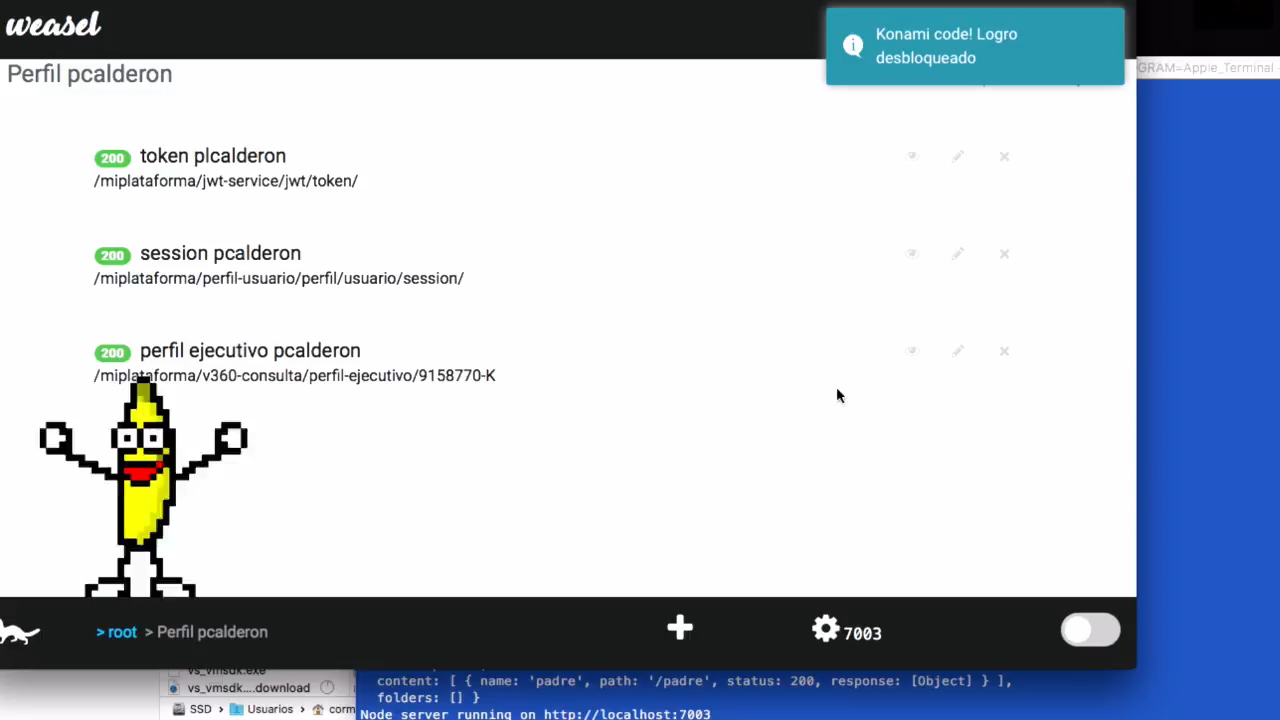 weasel
Konami code! Logro
desbloqueado
GRAM=Apple_Terminal
Perfil pcalderon
200 token plcalderon
/miplataforma/jwt-service/jwt/token/
200 session pcalderon
/miplataforma/perfil-usuario/perfil/usuario/session/
200 perfil ejecutivo pcalderon
/miplataforma/v360-consulta/perfil-ejecutivo/9158770-K
> root > Perfil pcalderon
7003
vs_vmsdk.exe
vs_vmsdk....download
SSD > Usuarios > corm
content: [ { name: 'padre', path: '/padre', status: 200, response: [Object] } ],
folders: [] }
Node server running on http://localhost:7003